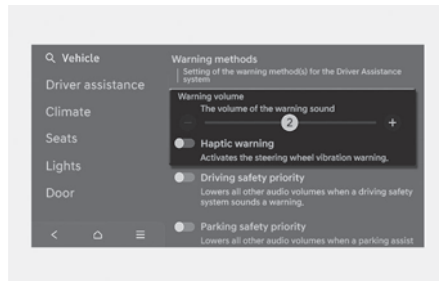 Vehicle
Driver assistance
Climate
Seats
Lights
Door
Warning methods
Setting of the warning method(s) for the Driver Assistance
system
Warning volume
The volume of the warning sound
2
Haptic warning
Activates the steering wheel vibration warning.
Driving safety priority
Lowers all other audio volumes when a driving safety
system sounds a warning.
Parking safety priority
Lowers all other audio volumes when a parking assist